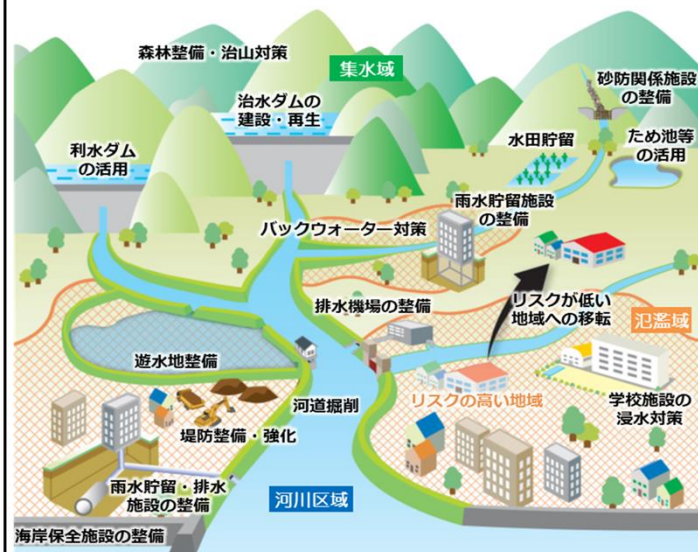 森林整備・治山対策
集水域
砂防関係施設
の整備
治水ダムの
建設・再生
水田貯留
ため池等
の活用
利水ダム
の活用
雨水貯留施設
の整備
バックウォーター対策
排水機場の整備
リスクが低い
地域への移転
氾濫域
遊水地整備
リスクの高い地域
学校施設の
浸水対策
河道掘削
堤防整備・強化
雨水貯留・排水
施設の整備
河川区域
海岸保全施設の整備